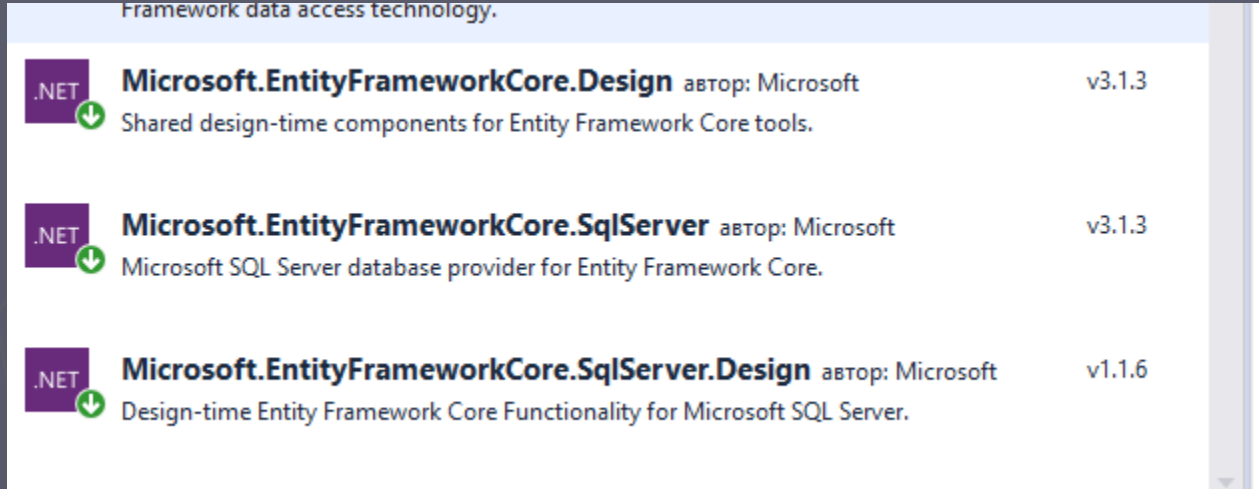 Framework data access technology.
.NET
Microsoft.EntityFrameworkCore.Design автор: Microsoft v3.1.3
Shared design-time components for Entity Framework Core tools.
.NET
Microsoft.EntityFrameworkCore.SqlServer автор: Microsoft v3.1.3
Microsoft SQL Server database provider for Entity Framework Core.
.NET
Microsoft.EntityFrameworkCore.SqlServer.Design автор: Microsoft v1.1.6
Design-time Entity Framework Core Functionality for Microsoft SQL Server.